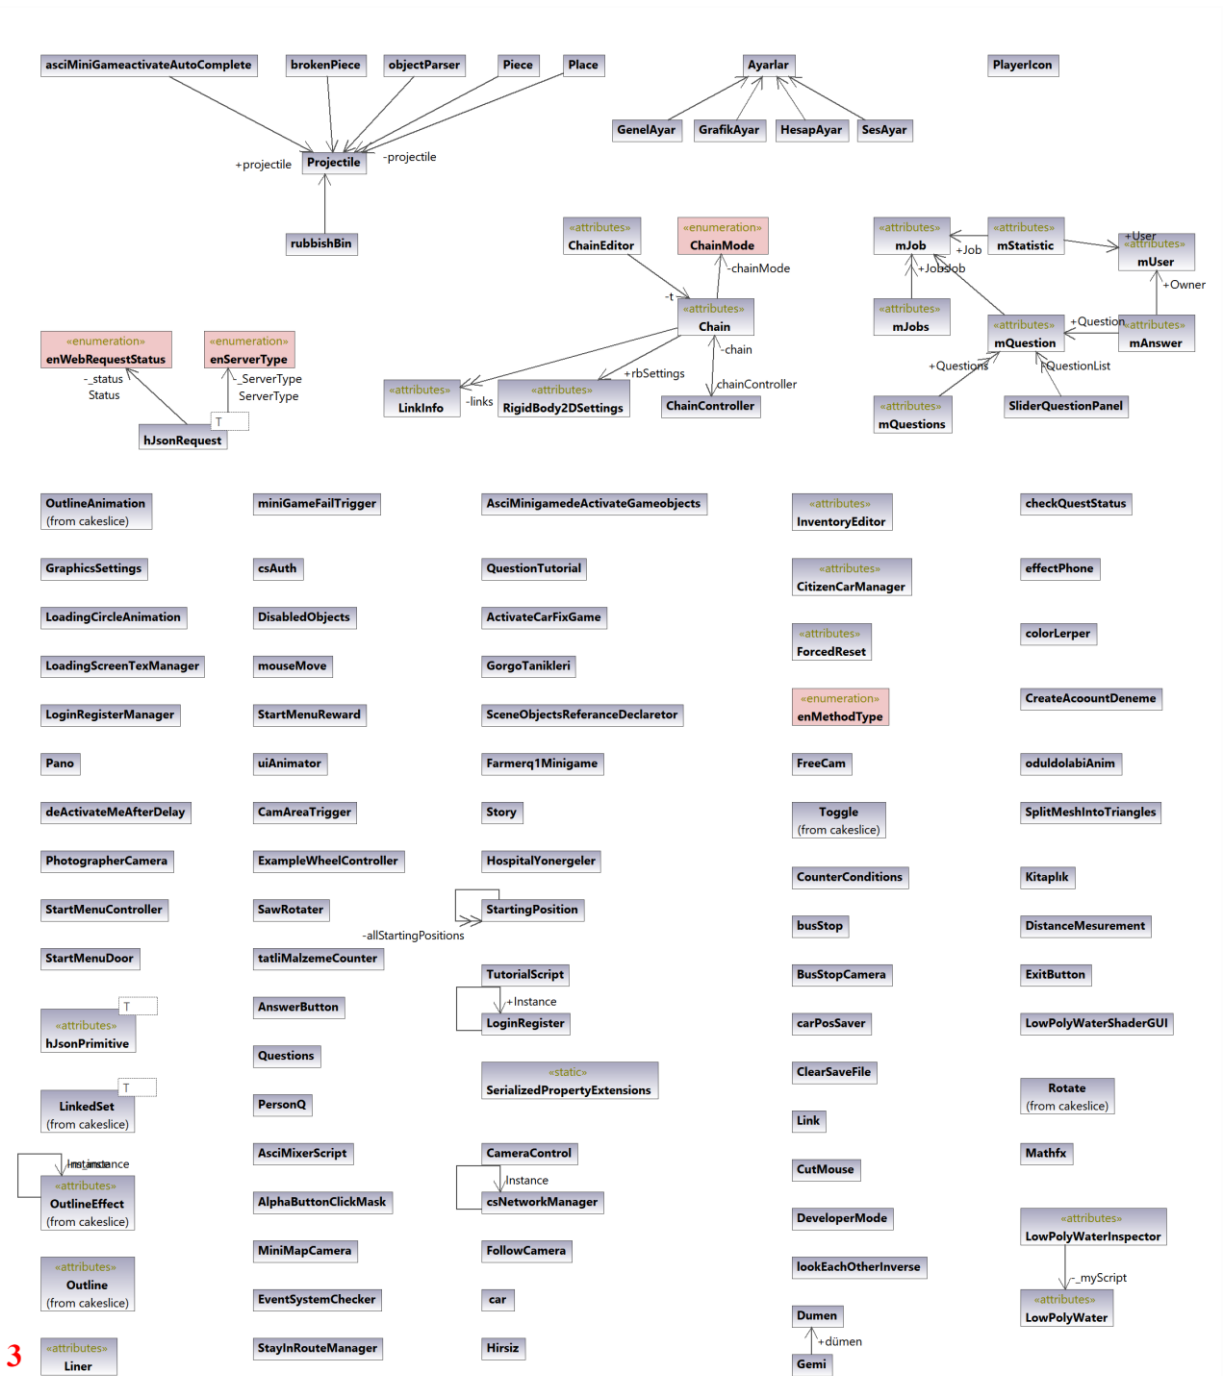 asciMiniGameactivateAutoComplete
brokenPiece
objectParser
Piece
Place
Ayarlar
PlayerIcon
GenelAyar
GrafikAyar
HesapAyar
SesAyar
+projectile
Projectile
-projectile
rubbishBin
«attributes»
ChainEditor
«enumeration»
ChainMode
-chainMode
-t
«attributes»
Chain
-chain
+rbSettings
chainController
«attributes»
LinkInfo
-links
«attributes»
RigidBody2DSettings
ChainController
«attributes»
mJob
+Job
«attributes»
mStatistic
+User
«attributes»
mUser
+Owner
+JobsJob
«attributes»
mJobs
«attributes»
mQuestion
+Question
«attributes»
mAnswer
+Questions
QuestionList
«attributes»
mQuestions
SliderQuestionPanel
«enumeration»
enWebRequestStatus
«enumeration»
enServerType
-_status
Status
-_ServerType
ServerType
T
hJsonRequest
OutlineAnimation
(from cakeslice)
GraphicsSettings
LoadingCircleAnimation
LoadingScreenTexManager
LoginRegisterManager
Pano
deActivateMeAfterDelay
PhotographerCamera
StartMenuController
StartMenuDoor
T
«attributes»
hJsonPrimitive
T
LinkedSet
(from cakeslice)
«attributes»
OutlineEffect
(from cakeslice)
«attributes»
Outline
(from cakeslice)
3
«attributes»
Liner
miniGameFailTrigger
csAuth
DisabledObjects
mouseMove
StartMenuReward
uiAnimator
CamAreaTrigger
ExampleWheelController
SawRotater
tatliMalzemeCounter
AnswerButton
Questions
PersonQ
AsciMixerScript
AlphaButtonClickMask
MiniMapCamera
EventSystemChecker
StayInRouteManager
AsciMinigamedeActivateGameobjects
QuestionTutorial
ActivateCarFixGame
GorgoTanikleri
SceneObjectsReferanceDeclaretor
Farmerq1Minigame
Story
HospitalYonergeler
StartingPosition
-allStartingPositions
TutorialScript
+Instance
LoginRegister
«static»
SerializedPropertyExtensions
CameraControl
Instance
csNetworkManager
FollowCamera
car
Hirsiz
«attributes»
InventoryEditor
«attributes»
CitizenCarManager
«attributes»
ForcedReset
«enumeration»
enMethodType
FreeCam
Toggle
(from cakeslice)
CounterConditions
busStop
BusStopCamera
carPosSaver
ClearSaveFile
Link
CutMouse
DeveloperMode
lookEachOtherInverse
Dumen
+dümen
Gemi
checkQuestStatus
effectPhone
colorLerper
CreateAcoountDeneme
oduldolabiAnim
SplitMeshIntoTriangles
Kitaplık
DistanceMesurement
ExitButton
LowPolyWaterShaderGUI
Rotate
(from cakeslice)
Mathfx
«attributes»
LowPolyWaterInspector
-_myScript
«attributes»
LowPolyWater